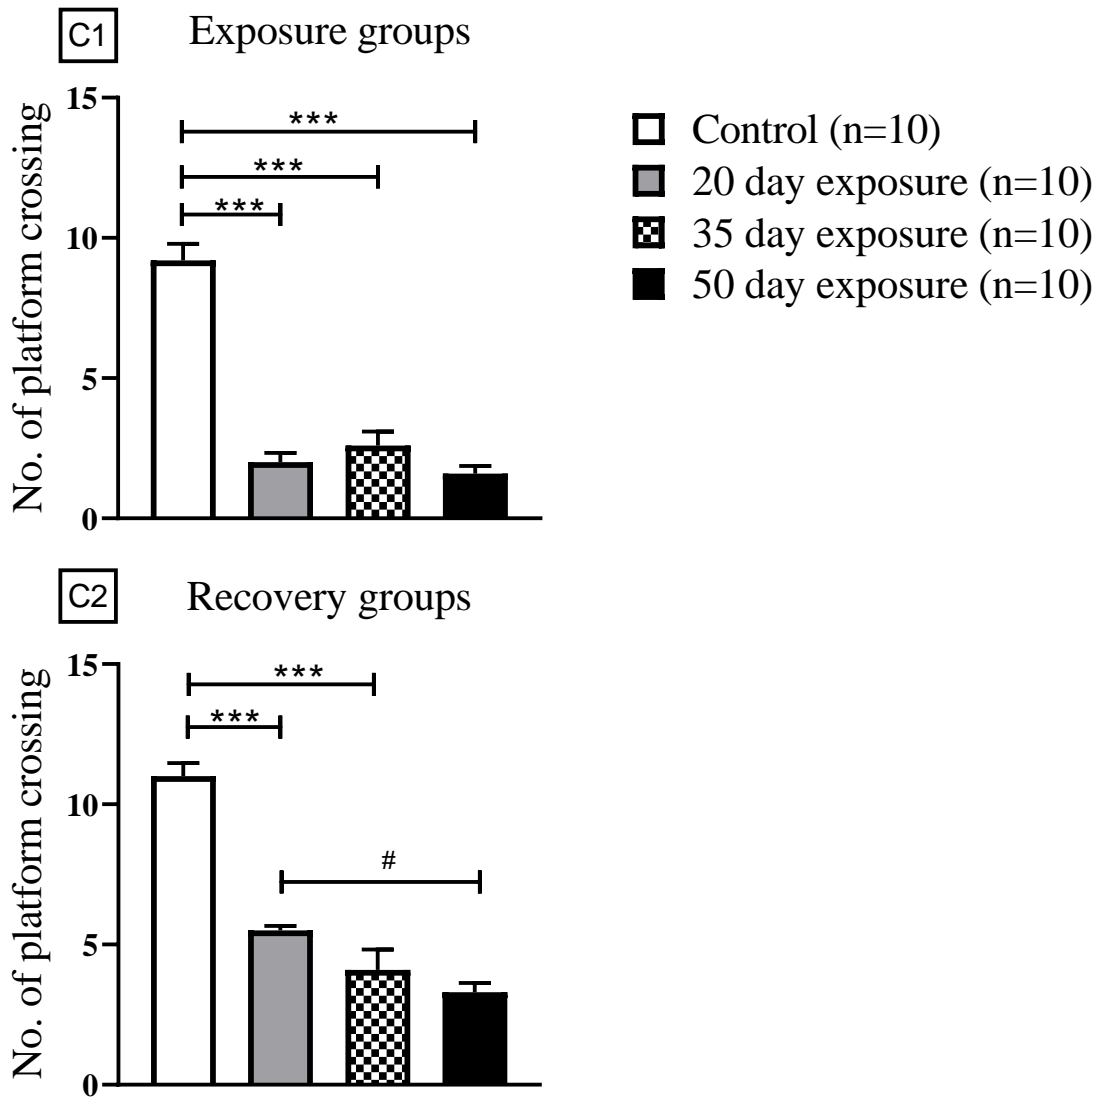 C1 Exposure groups
No. of platform crossing
15
10
5
0
***
***
***
Control (n=10)
20 day exposure (n=10)
35 day exposure (n=10)
50 day exposure (n=10)
C2 Recovery groups
No. of platform crossing
15
10
5
0
***
***
#